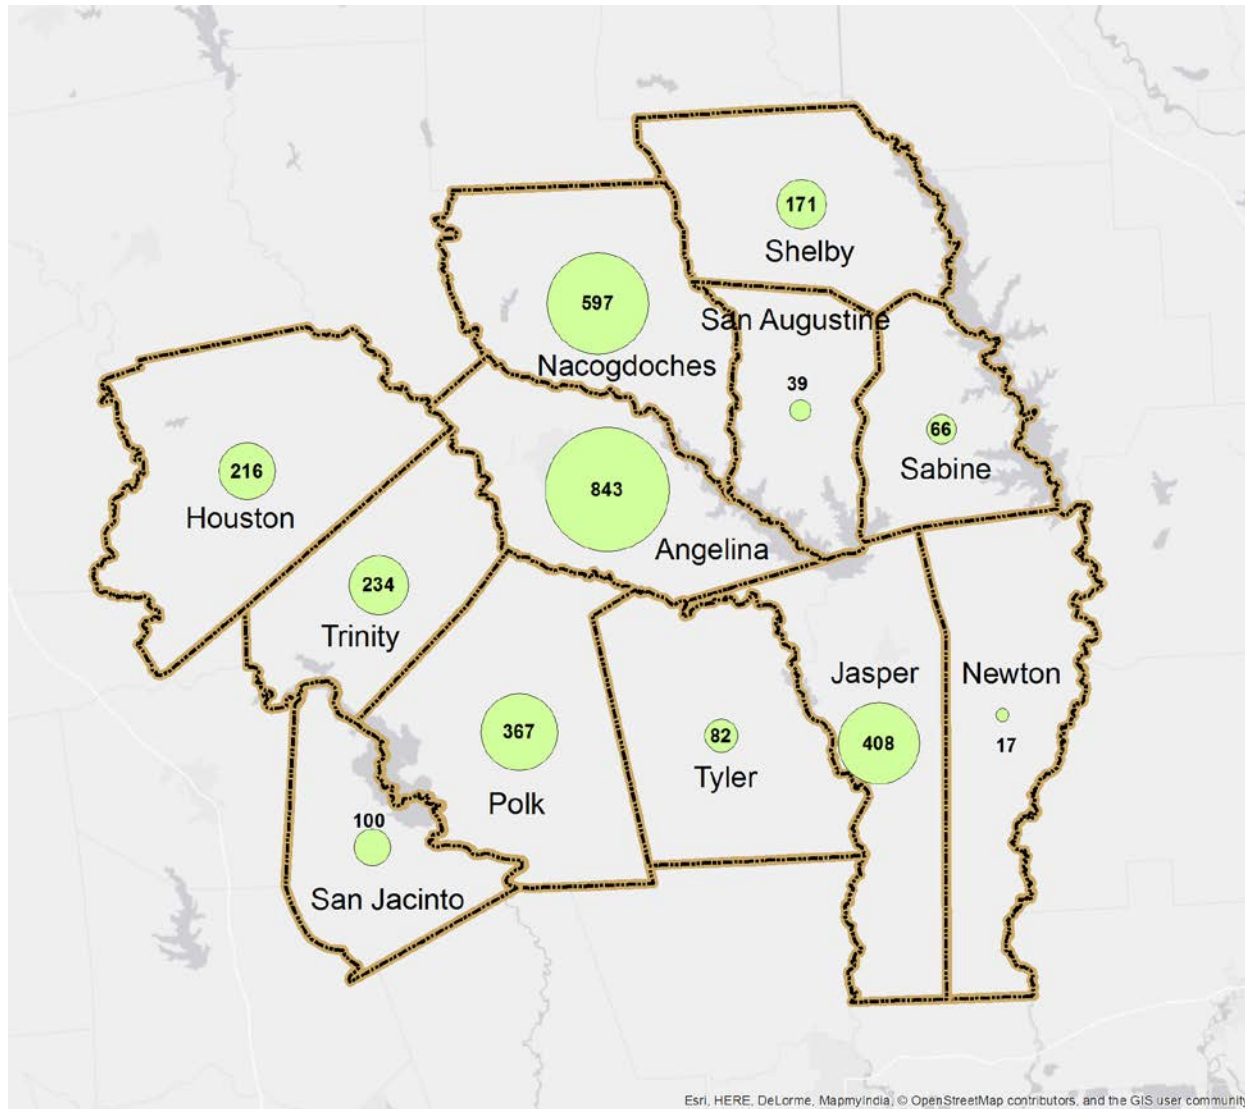 171
Shelby
597
San Augustine
Nacogdoches
39
66
Sabine
216
Houston
843
Angelina
234
Trinity
Jasper
Newton
367
82
408
17
Tyler
Polk
100
San Jacinto
Esri, HERE, DeLorme, MapmyIndia, © OpenStreetMap contributors, and the GIS user community